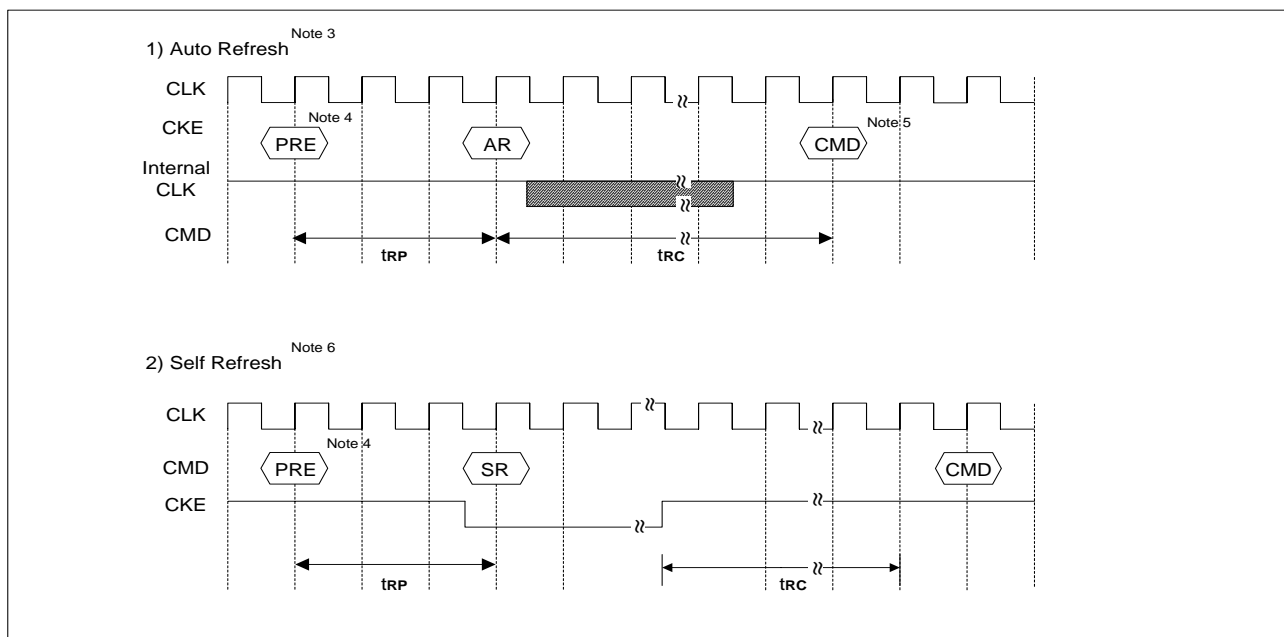 1) Auto Refresh Note 3
CLK
CKE
PRE Note 4
AR
CMD Note 5
Internal
CLK
CMD
tRP
tRC
2) Self Refresh Note 6
CLK
CMD
PRE Note 4
SR
CMD
CKE
tRP
tRC